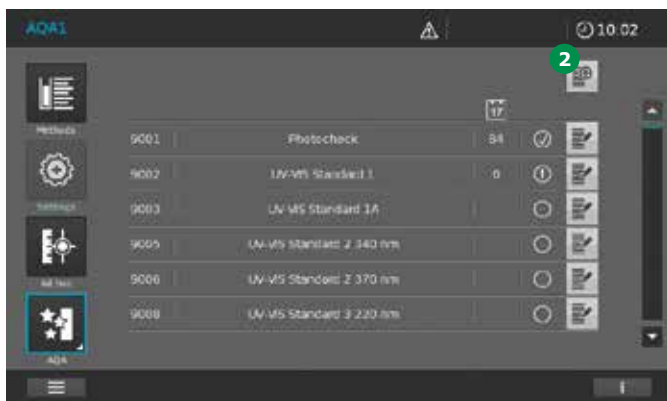 AQA1
10:02
2
17
Methods
9001 Photocheck 84
9002 UV-VIS Standard 1 0
Settings
9003 UV-VIS Standard 1A
9005 UV-VIS Standard 2 340 nm
9006 UV-VIS Standard 2 370 nm
9008 UV-VIS Standard 3 220 nm
AQA
i